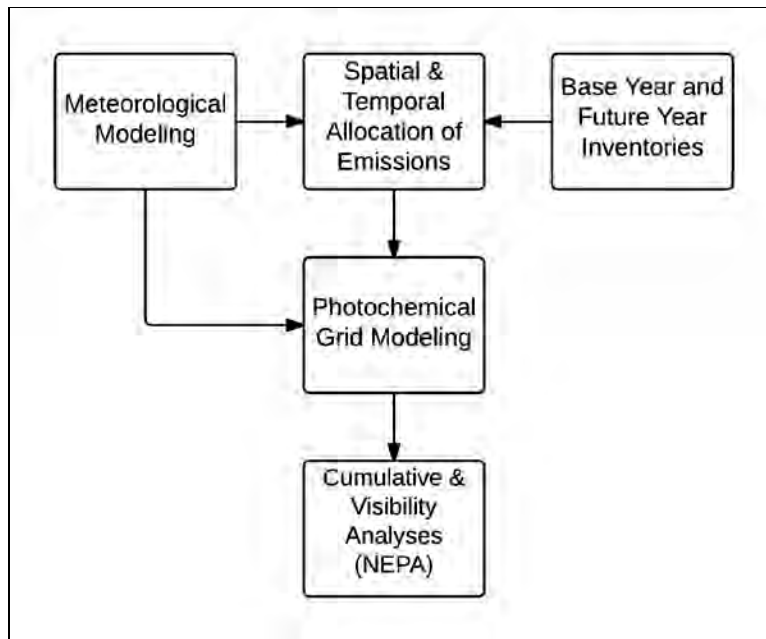 Meteorological
Modeling
Spatial &
Temporal
Allocation of
Emissions
Base Year and
Future Year
Inventories
Photochemical
Grid Modeling
Cumulative &
Visibility
Analyses
(NEPA)